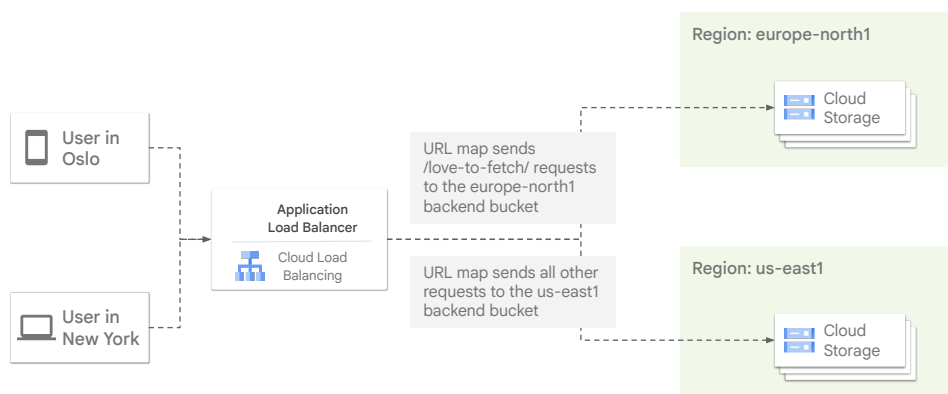 User in
Oslo
User in
New York
Application
Load Balancer
Cloud Load
Balancing
URL map sends
/love-to-fetch/ requests
to the europe-north1
backend bucket
URL map sends all other
requests to the us-east1
backend bucket
Region: europe-north1
Cloud
Storage
Region: us-east1
Cloud
Storage